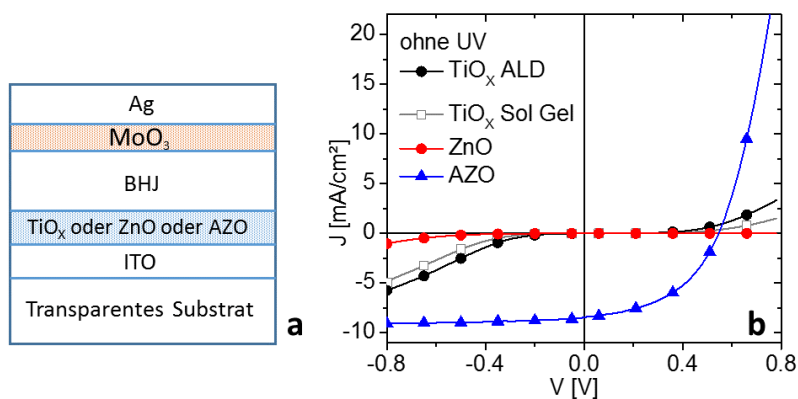 Ag
MoO₃
BHJ
TiOₓ oder ZnO oder AZO
ITO
Transparentes Substrat
a
ohne UV
TiOₓ ALD
TiOₓ Sol Gel
ZnO
AZO
J [mA/cm²]
20
15
10
5
0
-5
-10
-0.8
-0.4
0.0
0.4
0.8
V [V]
b